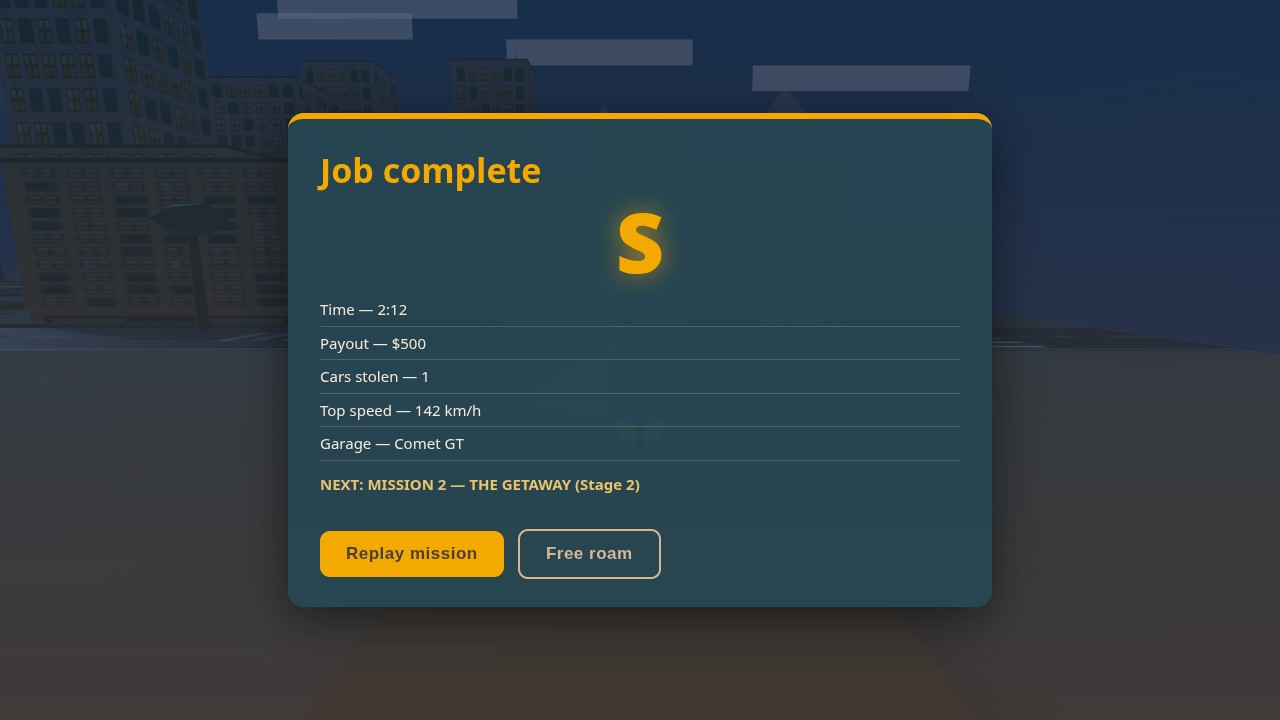 Job complete
S
Time — 2:12
Payout — $500
Cars stolen — 1
Top speed — 142 km/h
Garage — Comet GT
NEXT: MISSION 2 — THE GETAWAY (Stage 2)
Replay mission
Free roam